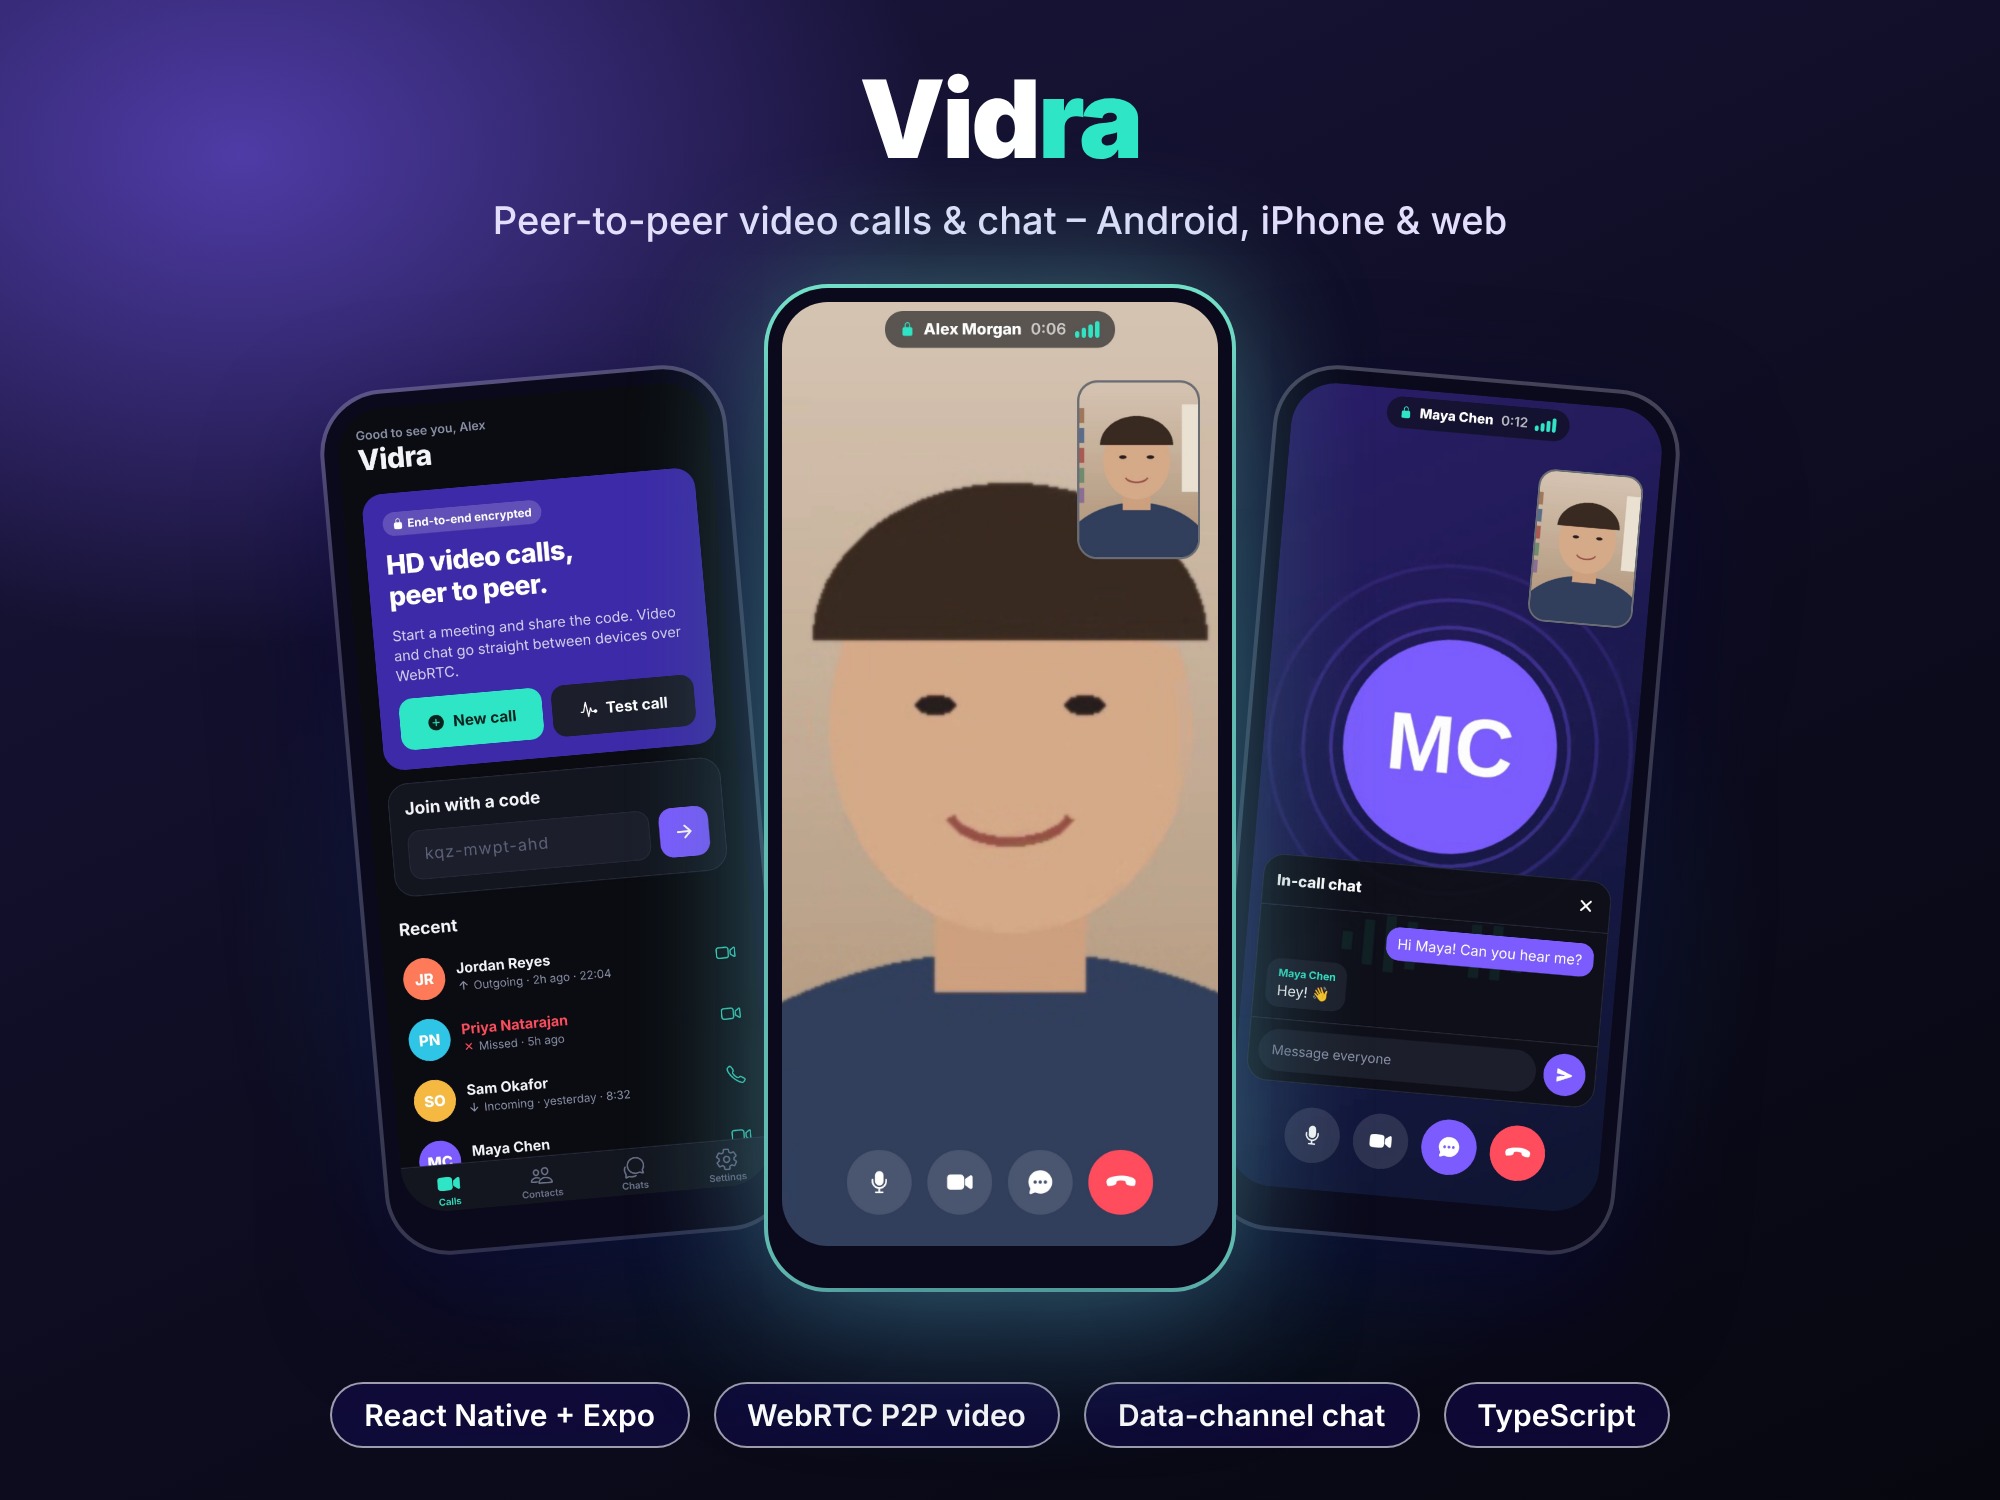 Vidra
Peer-to-peer video calls & chat – Android, iPhone & web
Good to see you, Alex
Vidra
End-to-end encrypted
HD video calls,
peer to peer.
Start a meeting and share the code. Video
and chat go straight between devices over
WebRTC.
New call
Test call
Join with a code
kqz-mwpt-ahd
Recent
JR
Jordan Reyes
↑ Outgoing · 2h ago · 22:04
PN
Priya Natarajan
× Missed · 5h ago
SO
Sam Okafor
↓ Incoming · yesterday · 8:32
MC
Maya Chen
Calls
Contacts
Chats
Settings
Alex Morgan 0:06
Maya Chen 0:12
MC
In-call chat
Hi Maya! Can you hear me?
Maya Chen
Hey! 👋
Message everyone
React Native + Expo
WebRTC P2P video
Data-channel chat
TypeScript